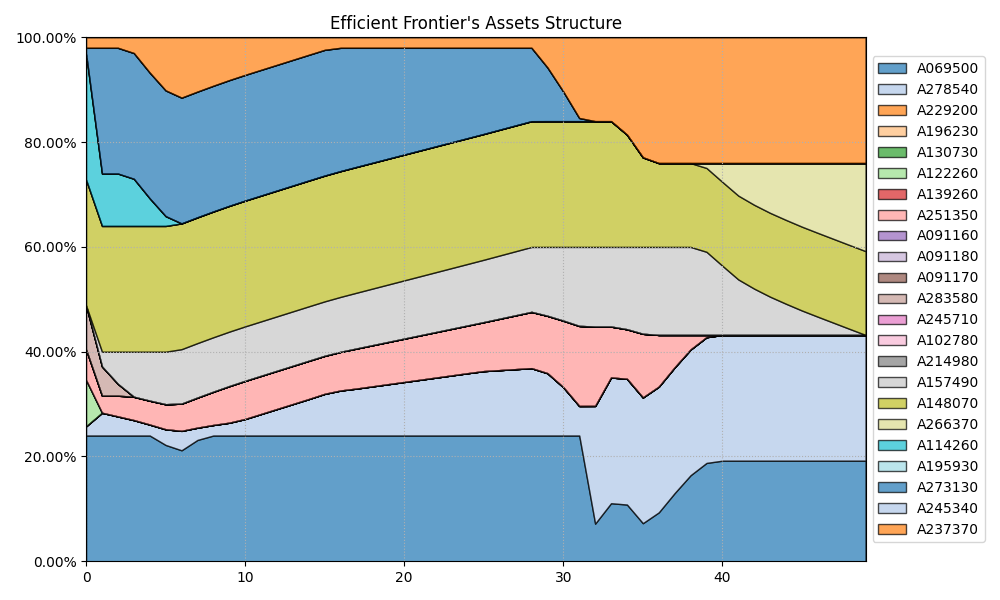 Efficient Frontier's Assets Structure
100.00%
80.00%
60.00%
40.00%
20.00%
0.00%
0
10
20
30
40
A069500
A278540
A229200
A196230
A130730
A122260
A139260
A251350
A091160
A091180
A091170
A283580
A245710
A102780
A214980
A157490
A148070
A266370
A114260
A195930
A273130
A245340
A237370